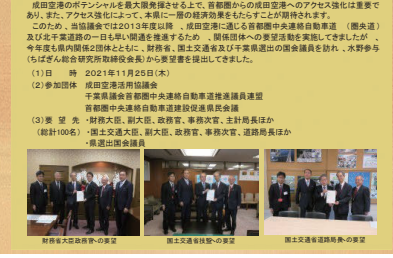 成田空港のポテンシャルを最大限発揮させる上で、首都圏からの成田空港へのアクセス強化は重要で
あり、また、アクセス強化によって、本県に一層の経済効果をもたらすことが期待されます。
このため、当協議会では2013年度以降、成田空港に通じる首都圏中央連絡自動車道（圏央道）
及び北千葉道路の一日も早い開通を推進するため、関係団体への要望活動を実施してきましたが、
今年度も県内関係2団体とともに、財務省、国土交通省及び千葉県選出の国会議員を訪れ、水野参与
（ちばぎん総合研究所取締役会長）から要望書を提出してきました。
（1）日　時　2021年11月25日（木）
（2）参加団体　成田空港活用協議会
千葉県議会首都圏中央連絡自動車道推進議員連盟
首都圏中央連絡自動車道建設促進県民会議
（3）要 望 先　・財務大臣、副大臣、政務官、事務次官、主計局長ほか
（総計100名）　・国土交通大臣、副大臣、政務官、事務次官、道路局長ほか
・県選出国会議員
財務省大臣政務官への要望
国土交通省技監への要望
国土交通省道路局長への要望